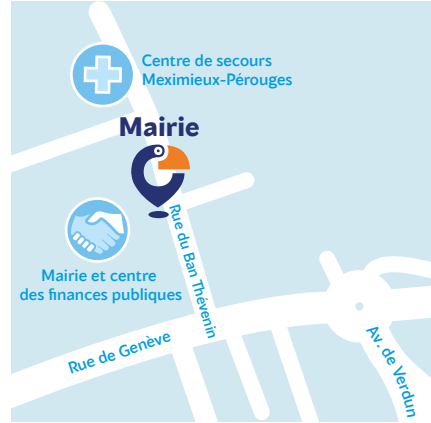 Centre de secours
Meximieux-Pérouges
Mairie
Rue du Ban Thévenin
Mairie et centre
des finances publiques
Rue de Genève
Av. de Verdun